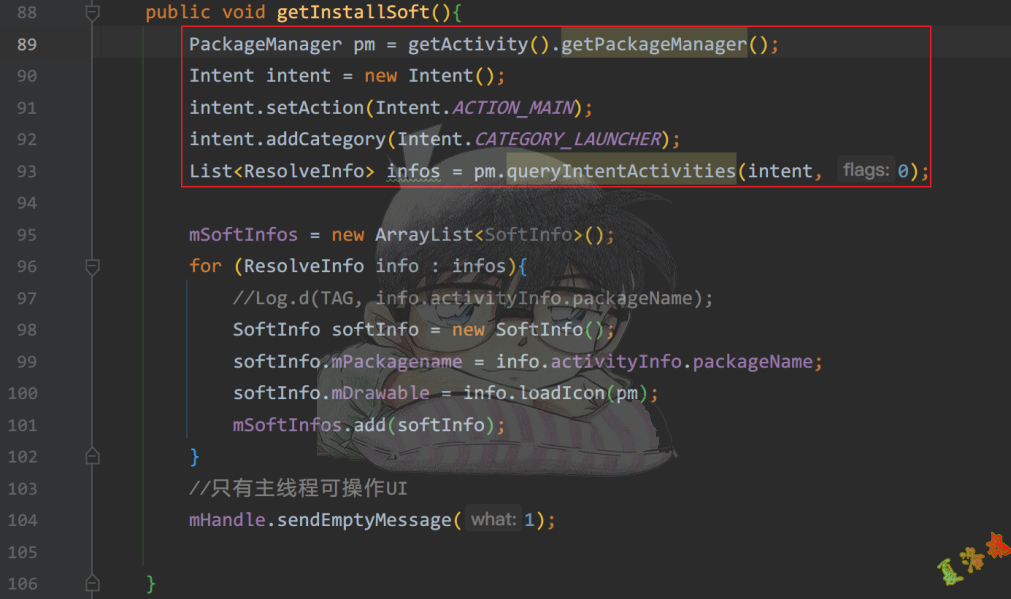 88 public void getInstallSoft(){
89 PackageManager pm = getActivity().getPackageManager();
90 Intent intent = new Intent();
91 intent.setAction(Intent.ACTION_MAIN);
92 intent.addCategory(Intent.CATEGORY_LAUNCHER);
93 List<ResolveInfo> infos = pm.queryIntentActivities(intent, flags: 0);
94
95 mSoftInfos = new ArrayList<SoftInfo>();
96 for (ResolveInfo info : infos){
97 //Log.d(TAG, info.activityInfo.packageName);
98 SoftInfo softInfo = new SoftInfo();
99 softInfo.mPackagename = info.activityInfo.packageName;
100 softInfo.mDrawable = info.loadIcon(pm);
101 mSoftInfos.add(softInfo);
102 }
103 //只有主线程可操作UI
104 mHandle.sendEmptyMessage( what: 1);
105
106 }